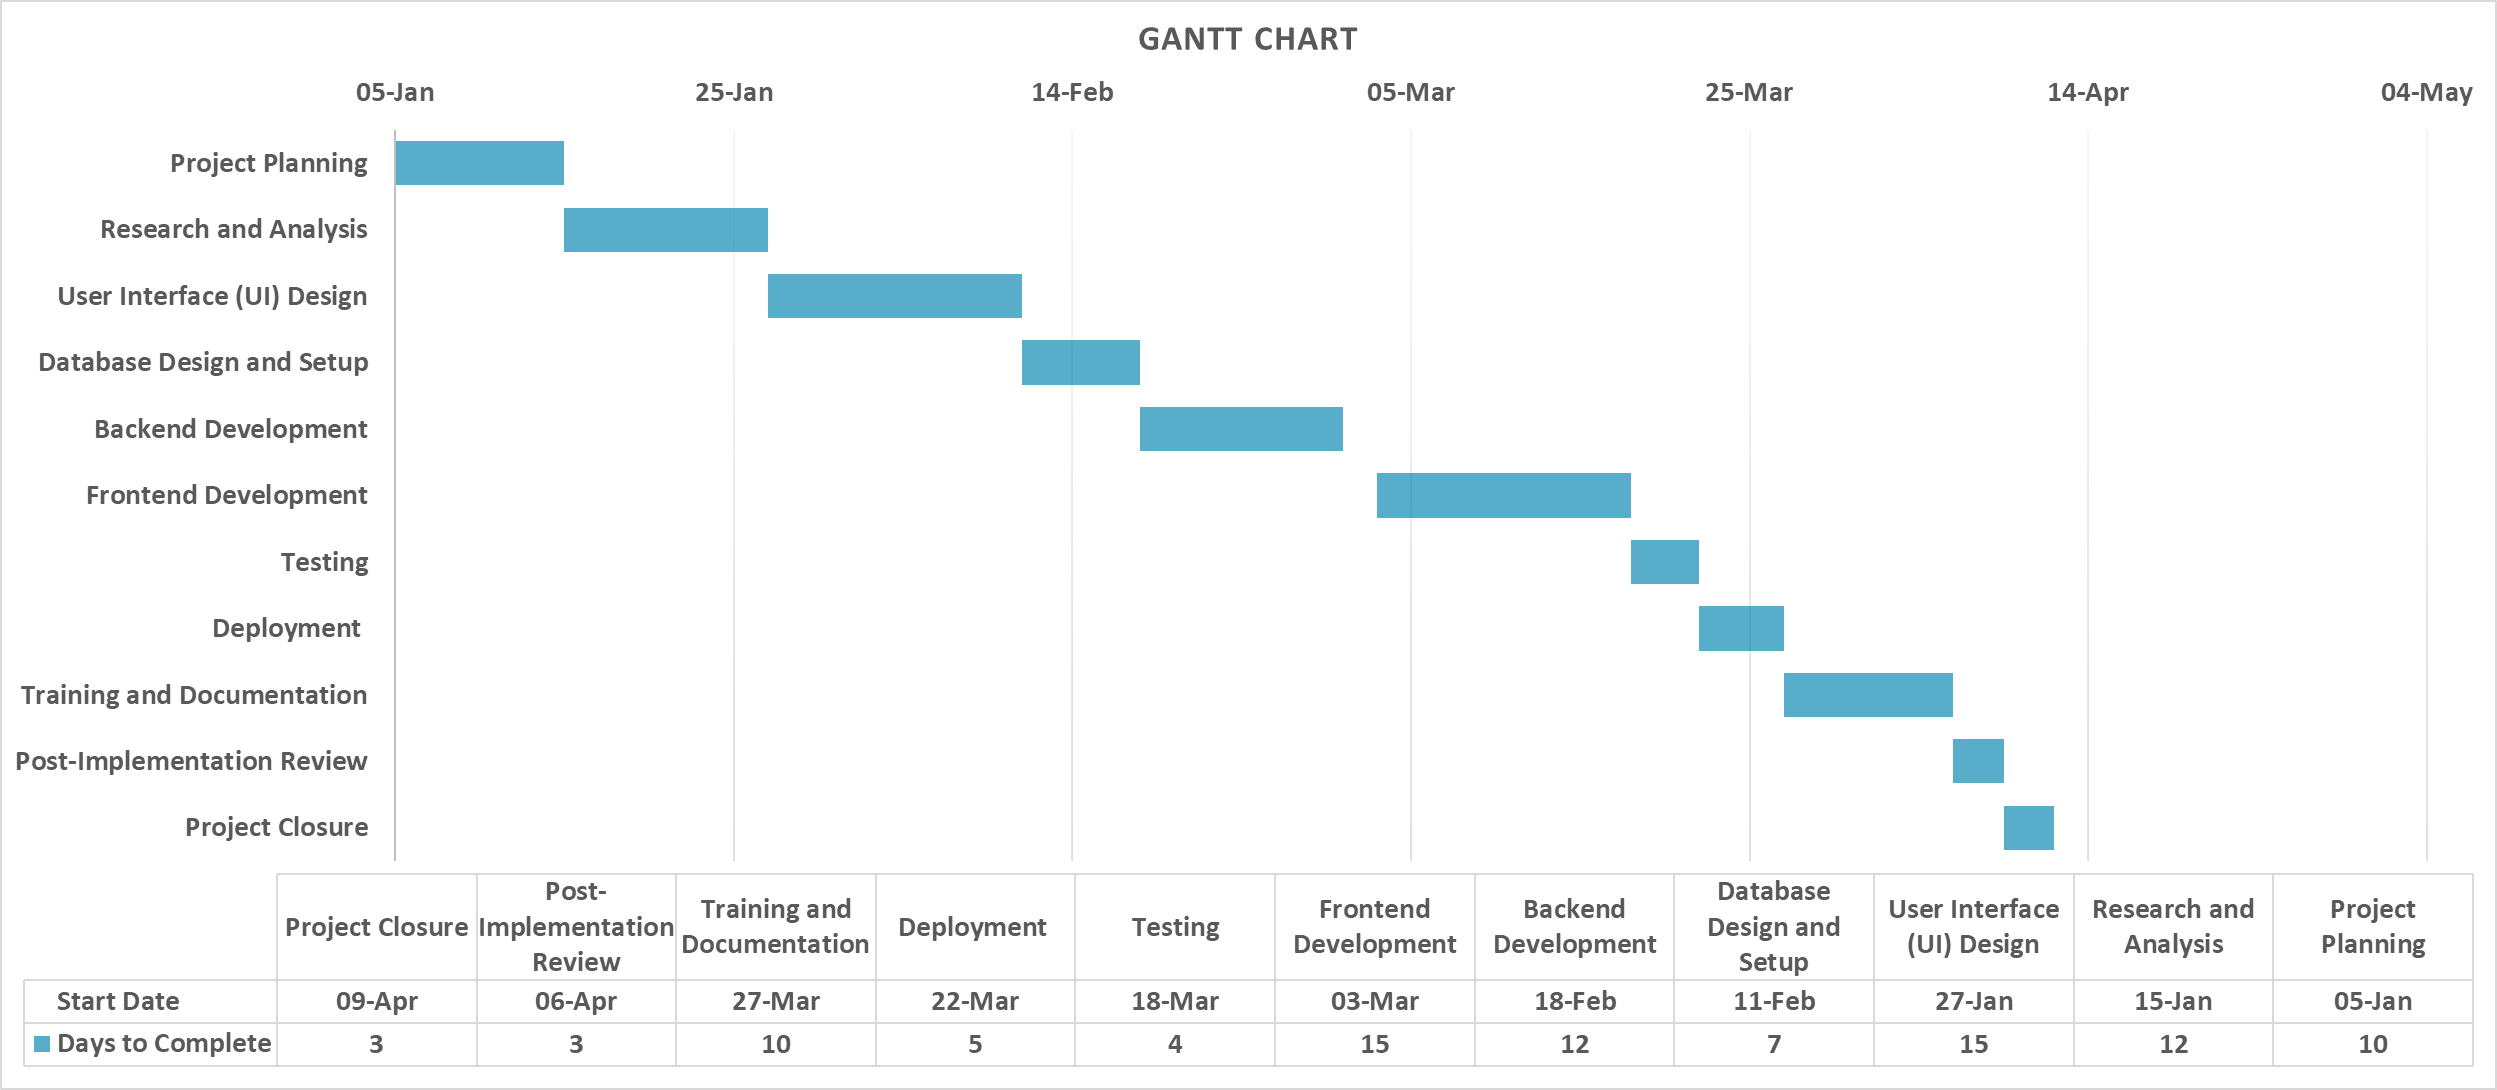 GANTT CHART
05-Jan 25-Jan 14-Feb 05-Mar 25-Mar 14-Apr 04-May
Project Planning
Research and Analysis
User Interface (UI) Design
Database Design and Setup
Backend Development
Frontend Development
Testing
Deployment
Training and Documentation
Post-Implementation Review
Project Closure
Project Closure
Post-
Implementation
Review
Training and
Documentation
Deployment
Testing
Frontend
Development
Backend
Development
Database
Design and
Setup
User Interface
(UI) Design
Research and
Analysis
Project
Planning
Start Date 09-Apr 06-Apr 27-Mar 22-Mar 18-Mar 03-Mar 18-Feb 11-Feb 27-Jan 15-Jan 05-Jan
Days to Complete 3 3 10 5 4 15 12 7 15 12 10